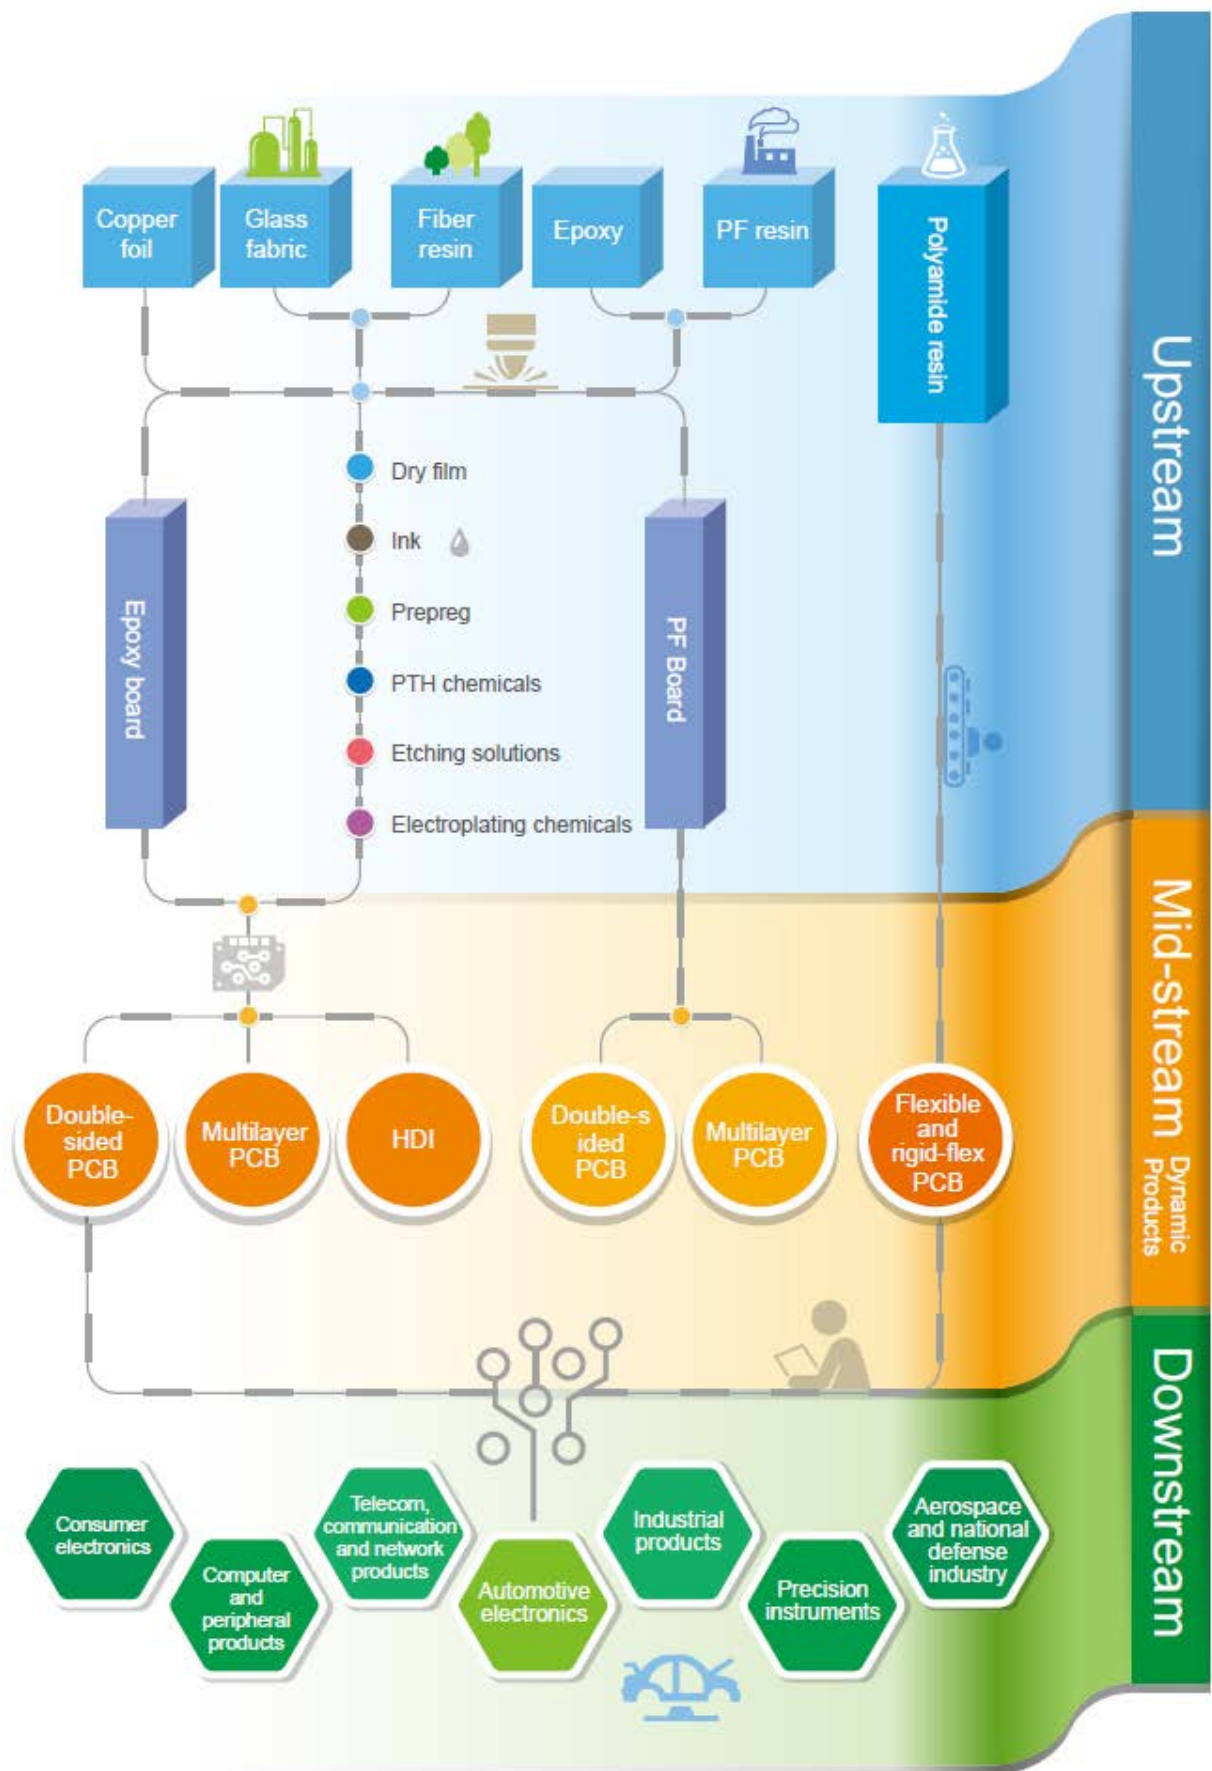 Copper
foil
Glass
fabric
Fiber
resin
Epoxy
PF resin
Polyamide resin
Upstream
Dry film
Ink
Prepreg
PTH chemicals
Etching solutions
Electroplating chemicals
Epoxy board
PF Board
Mid-stream
Dynamic
Products
Double-
sided
PCB
Multilayer
PCB
HDI
Double-s
ided
PCB
Multilayer
PCB
Flexible
and
rigid-flex
PCB
Downstream
Consumer
electronics
Computer
and
peripheral
products
Telecom,
communication
and network
products
Automotive
electronics
Industrial
products
Precision
instruments
Aerospace
and national
defense
industry